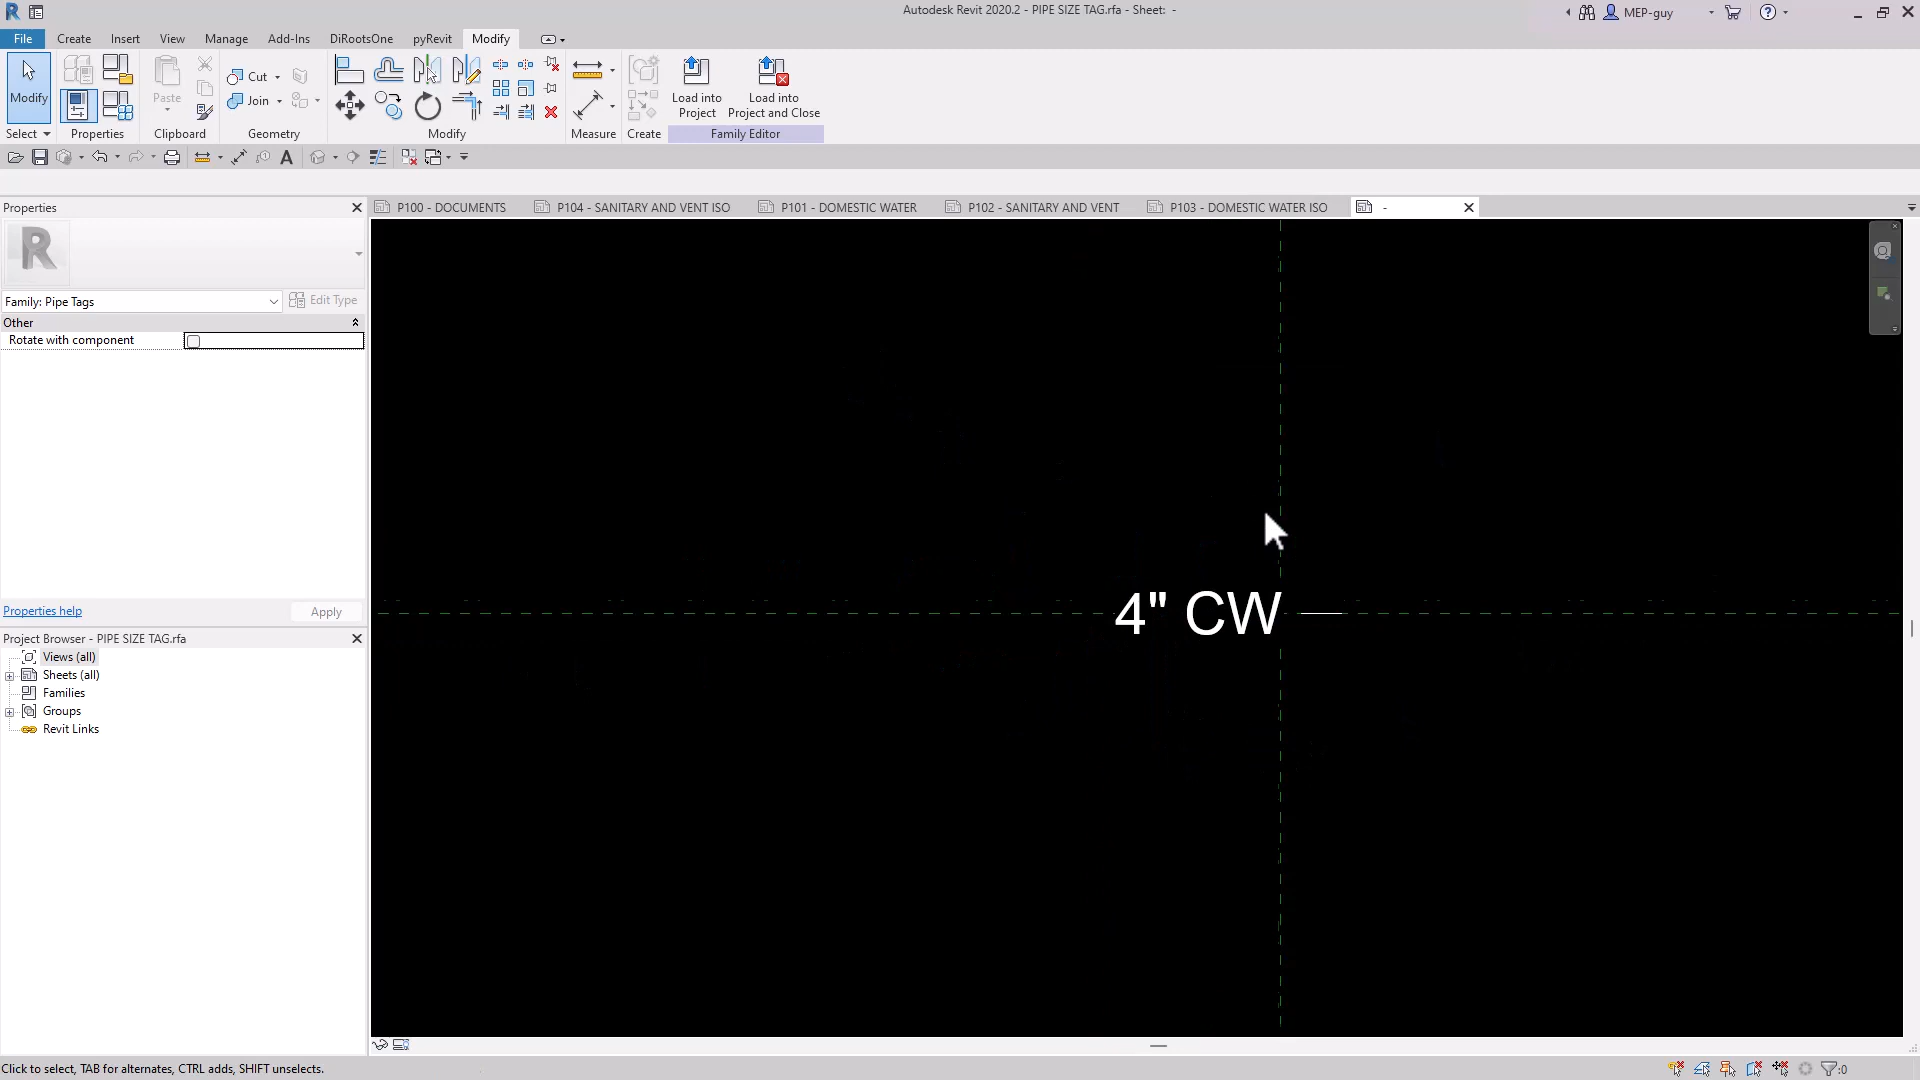 Autodesk Revit 2020.2 - PIPE SIZE TAG.rfa - Sheet:  -
MEP-guy
File Create Insert View Manage Add-Ins DiRootsOne pyRevit Modify
Modify
Paste
Cut
Join
Load into Project
Load into Project and Close
Select Properties Clipboard Geometry Modify Measure Create Family Editor
Properties
P100 - DOCUMENTS P104 - SANITARY AND VENT ISO P101 - DOMESTIC WATER P102 - SANITARY AND VENT P103 - DOMESTIC WATER ISO -
Family: Pipe Tags Edit Type
Other
Rotate with component
4" CW
Properties help Apply
Project Browser - PIPE SIZE TAG.rfa
Views (all)
Sheets (all)
Families
Groups
Revit Links
Click to select, TAB for alternates, CTRL adds, SHIFT unselects.
:0